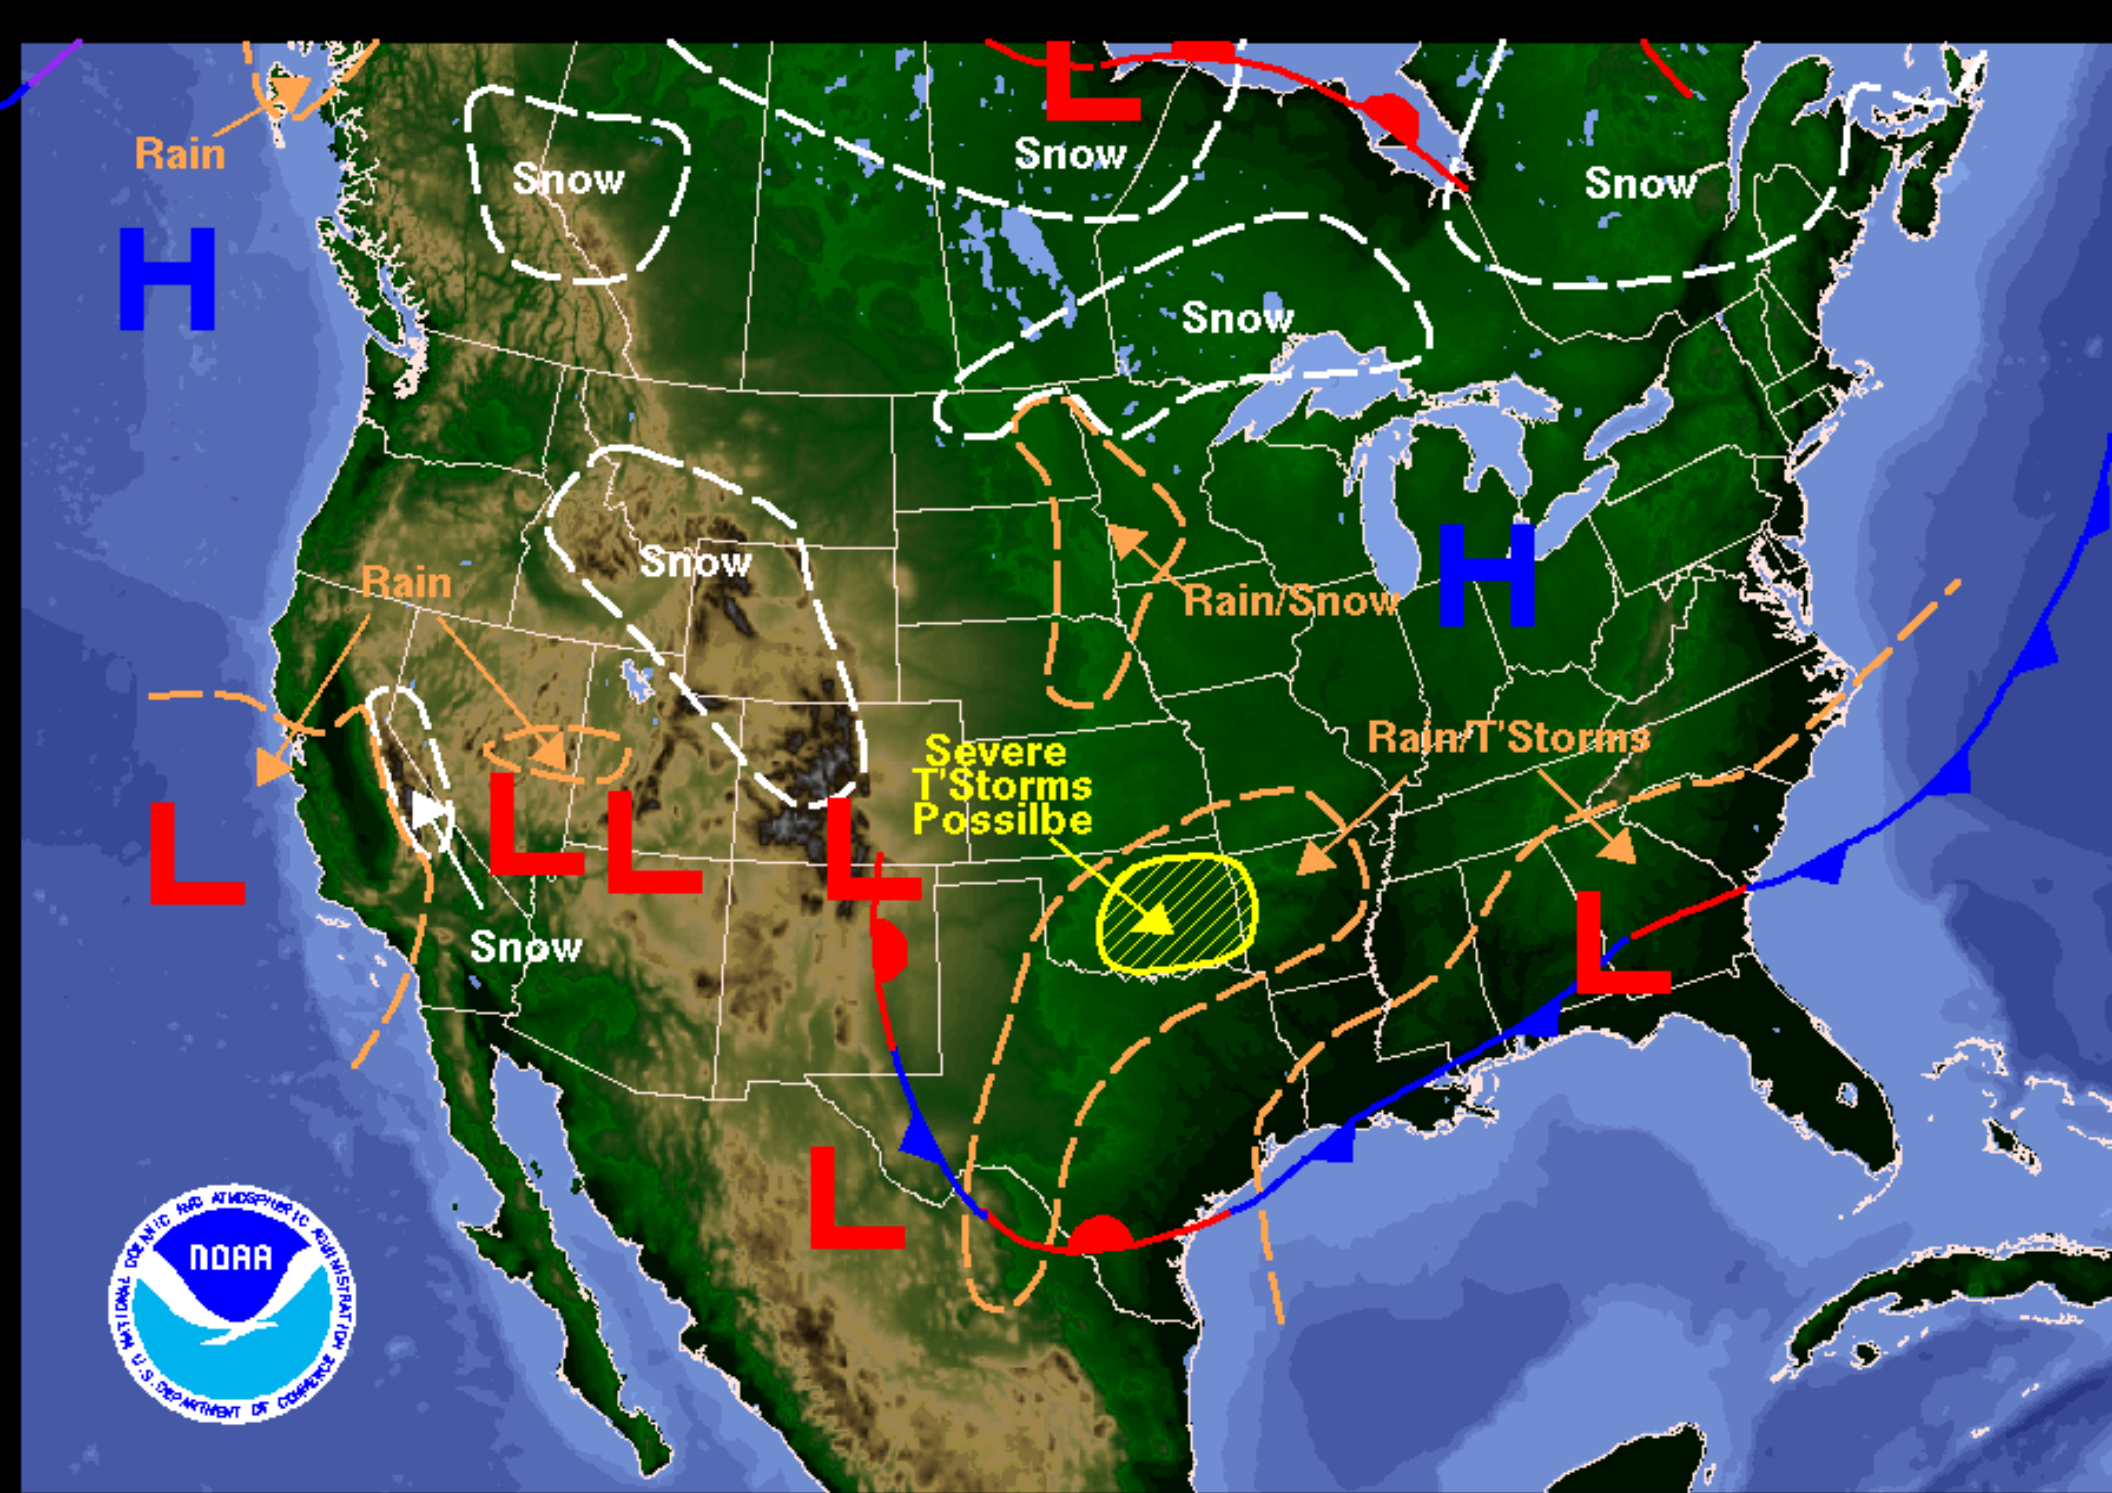 L
Rain
Snow
Snow
Snow
H
Snow
Snow
Rain
H
Rain/Snow
Severe
T'Storms
Possilbe
Rain/T'Storms
L
L
L
L
L
Snow
L
NOAA
NATIONAL OCEANIC AND ATMOSPHERIC ADMINISTRATION
U.S. DEPARTMENT OF COMMERCE